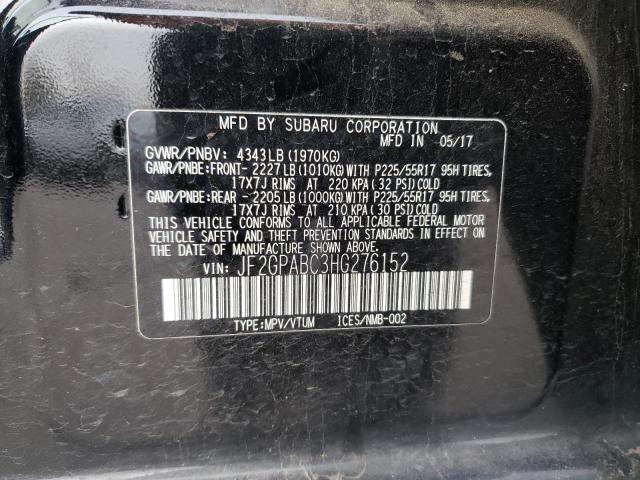 MFD BY SUBARU CORPORATION
MFD IN 05/17
GVWR/PNBV: 4343LB (1970KG)
GAWR/PNBE:FRONT- 2227LB (1010KG) WITH P225/55R17 95H TIRES,
17X7J RIMS AT 220 KPA (32 PSI) COLD
GAWR/PNBE:REAR - 2205LB (1000KG) WITH P225/55R17 95H TIRES,
17X7J RIMS AT 210 KPA (30 PSI) COLD
THIS VEHICLE CONFORMS TO ALL APPLICABLE FEDERAL MOTOR
VEHICLE SAFETY AND THEFT PREVENTION STANDARDS IN EFFECT
ON THE DATE OF MANUFACTURE SHOWN ABOVE.
VIN: JF2GPABC3HG276152
TYPE:MPV/VTUM ICES/NMB-002